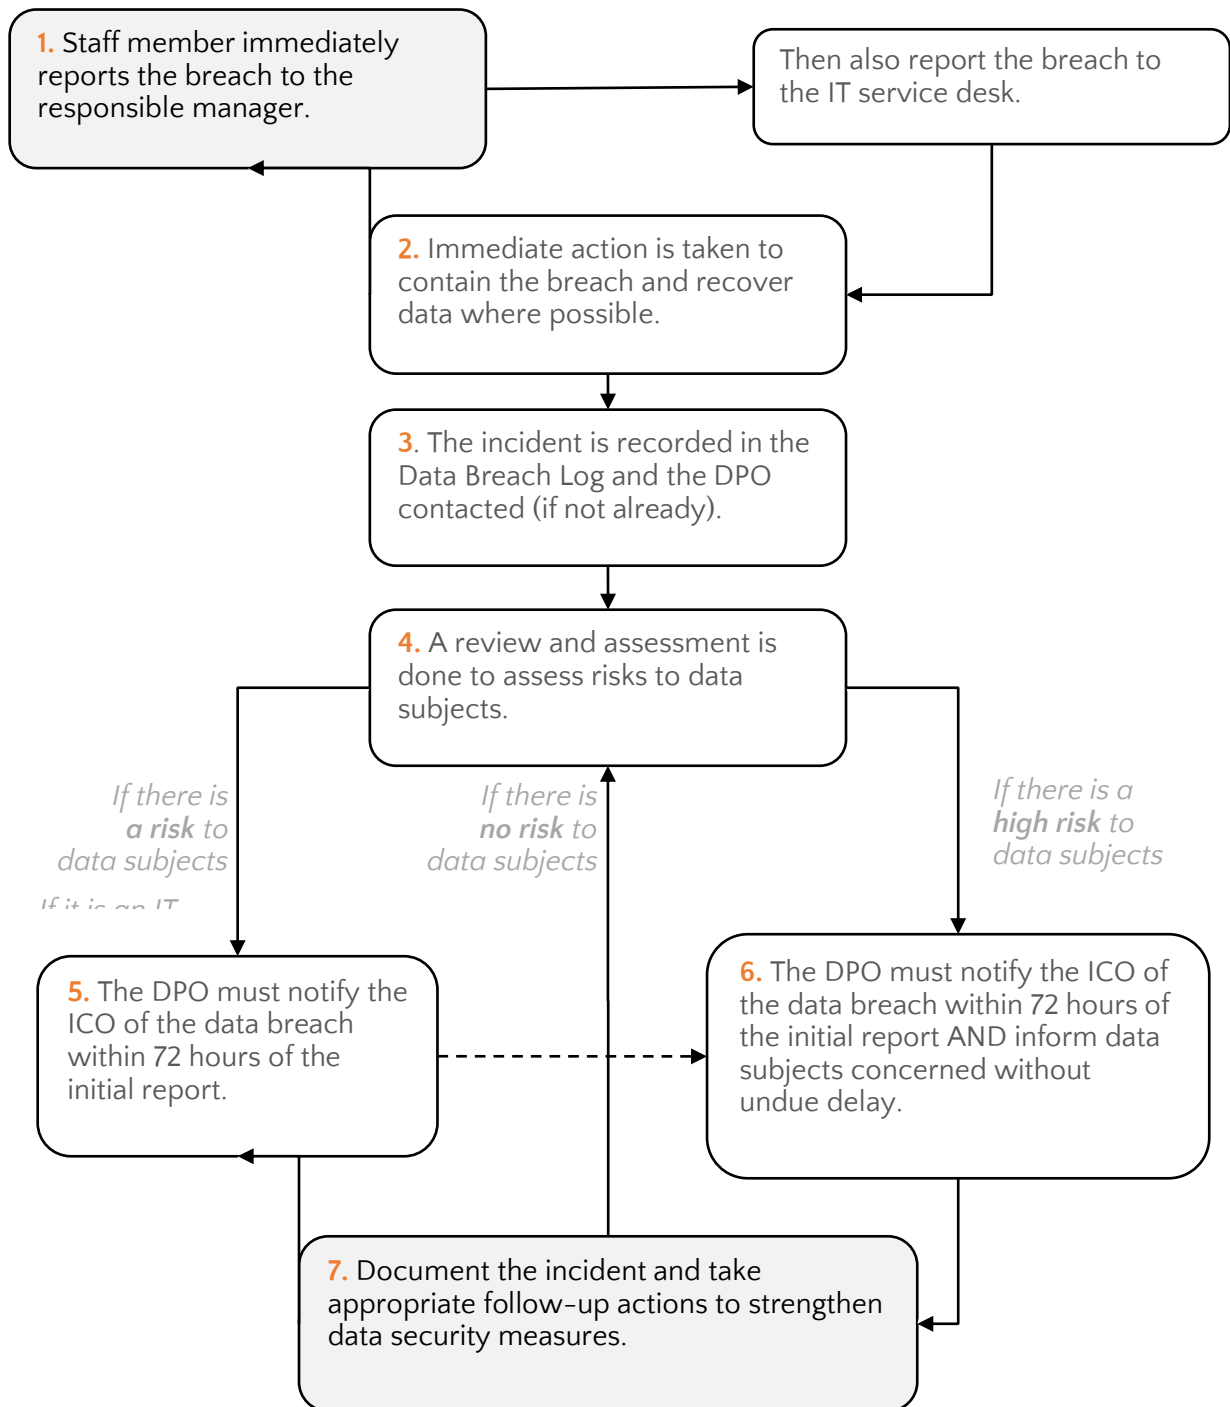 1. Staff member immediately
reports the breach to the
responsible manager.
Then also report the breach to
the IT service desk.
2. Immediate action is taken to
contain the breach and recover
data where possible.
3. The incident is recorded in the
Data Breach Log and the DPO
contacted (if not already).
4. A review and assessment is
done to assess risks to data
subjects.
If there is
a risk to
data subjects
If it is an IT
If there is
no risk to
data subjects
If there is a
high risk to
data subjects
5. The DPO must notify the
ICO of the data breach
within 72 hours of the
initial report.
6. The DPO must notify the ICO of
the data breach within 72 hours of
the initial report AND inform data
subjects concerned without
undue delay.
7. Document the incident and take
appropriate follow-up actions to strengthen
data security measures.